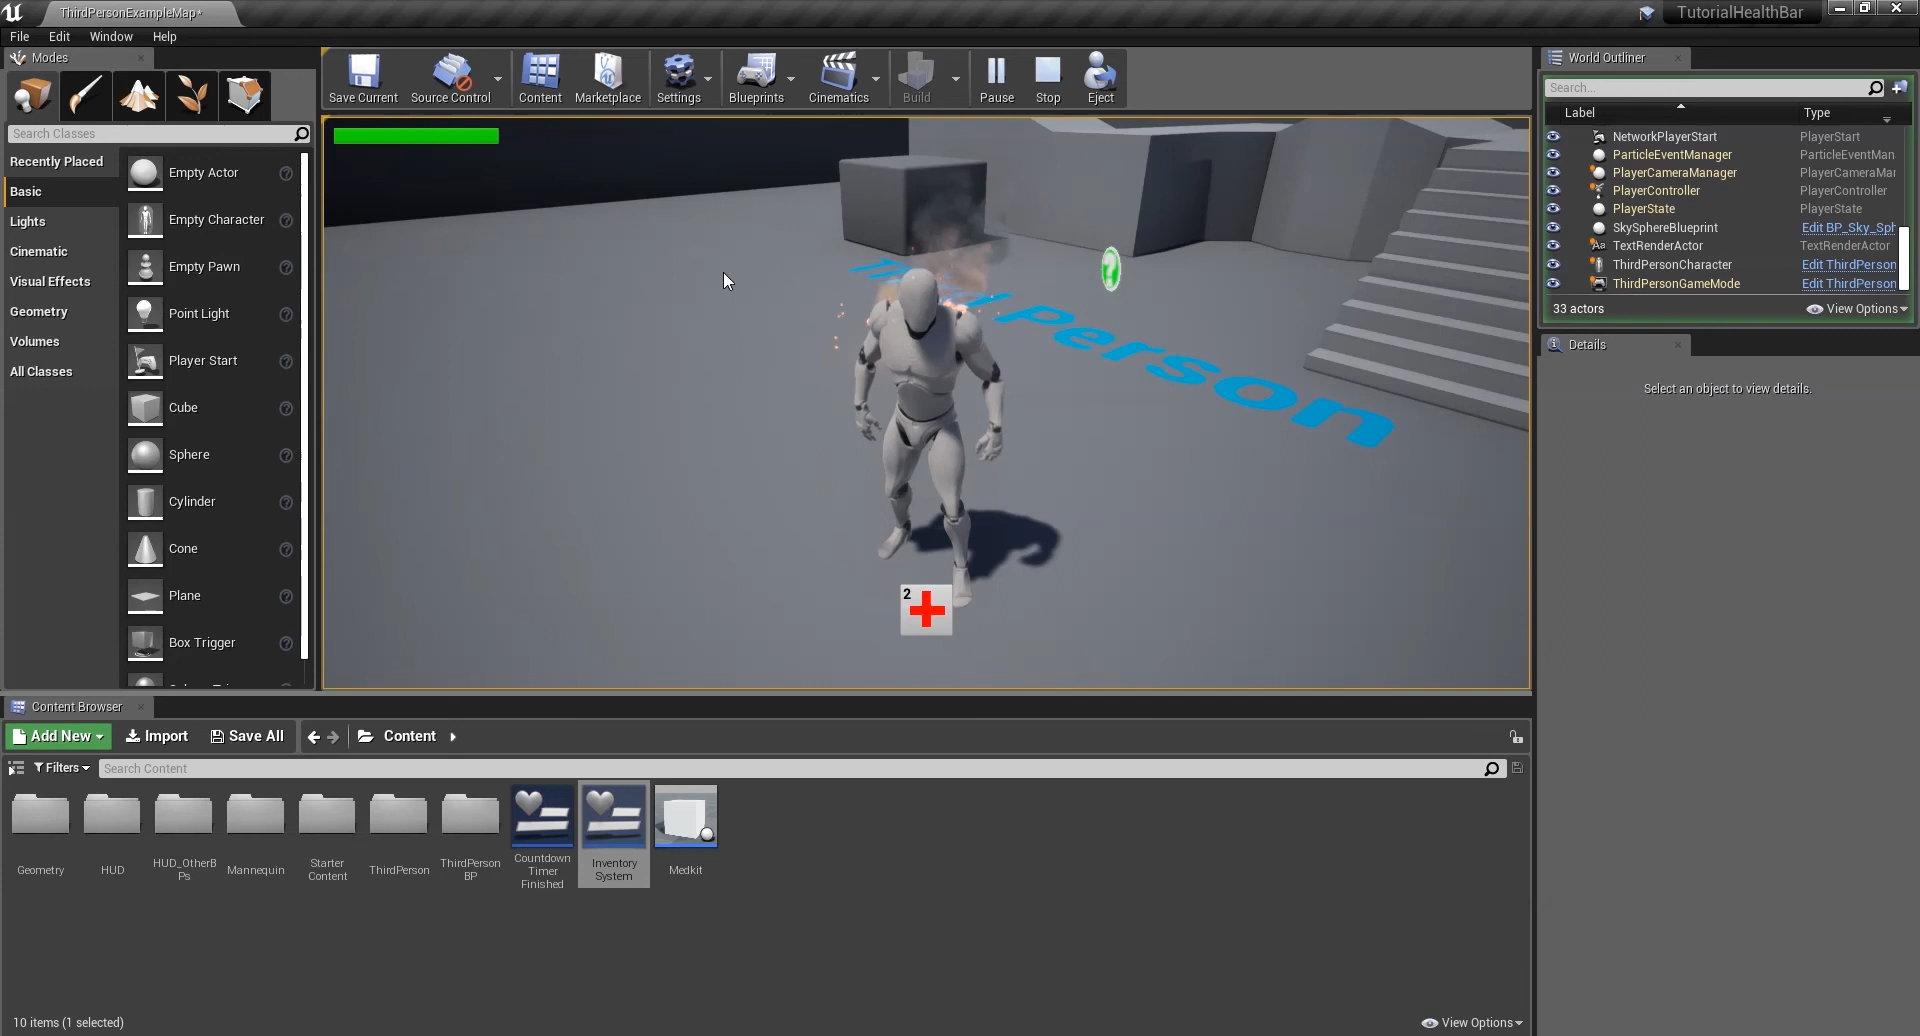 ThirdPersonExampleMap*
TutorialHealthBar
File Edit Window Help
Modes
Save Current Source Control Content Marketplace Settings Blueprints Cinematics Build Pause Stop Eject
World Outliner
Search...
Label Type
NetworkPlayerStart PlayerStart
ParticleEventManager ParticleEventMan
PlayerCameraManager PlayerCameraMar
PlayerController PlayerController
PlayerState PlayerState
SkySphereBlueprint Edit BP_Sky_Sph
TextRenderActor TextRenderActor
ThirdPersonCharacter Edit ThirdPerson
ThirdPersonGameMode Edit ThirdPerson
33 actors View Options
Details
Select an object to view details.
Search Classes
Recently Placed
Basic
Lights
Cinematic
Visual Effects
Geometry
Volumes
All Classes
Empty Actor
Empty Character
Empty Pawn
Point Light
Player Start
Cube
Sphere
Cylinder
Cone
Plane
Box Trigger
person
?
2
Content Browser
Add New Import Save All Content
Filters Search Content
Geometry
HUD
HUD_OtherB
Ps
Mannequin
Starter
Content
ThirdPerson
ThirdPerson
BP
Countdown
Timer
Finished
Inventory
System
Medkit
10 items (1 selected)
View Options